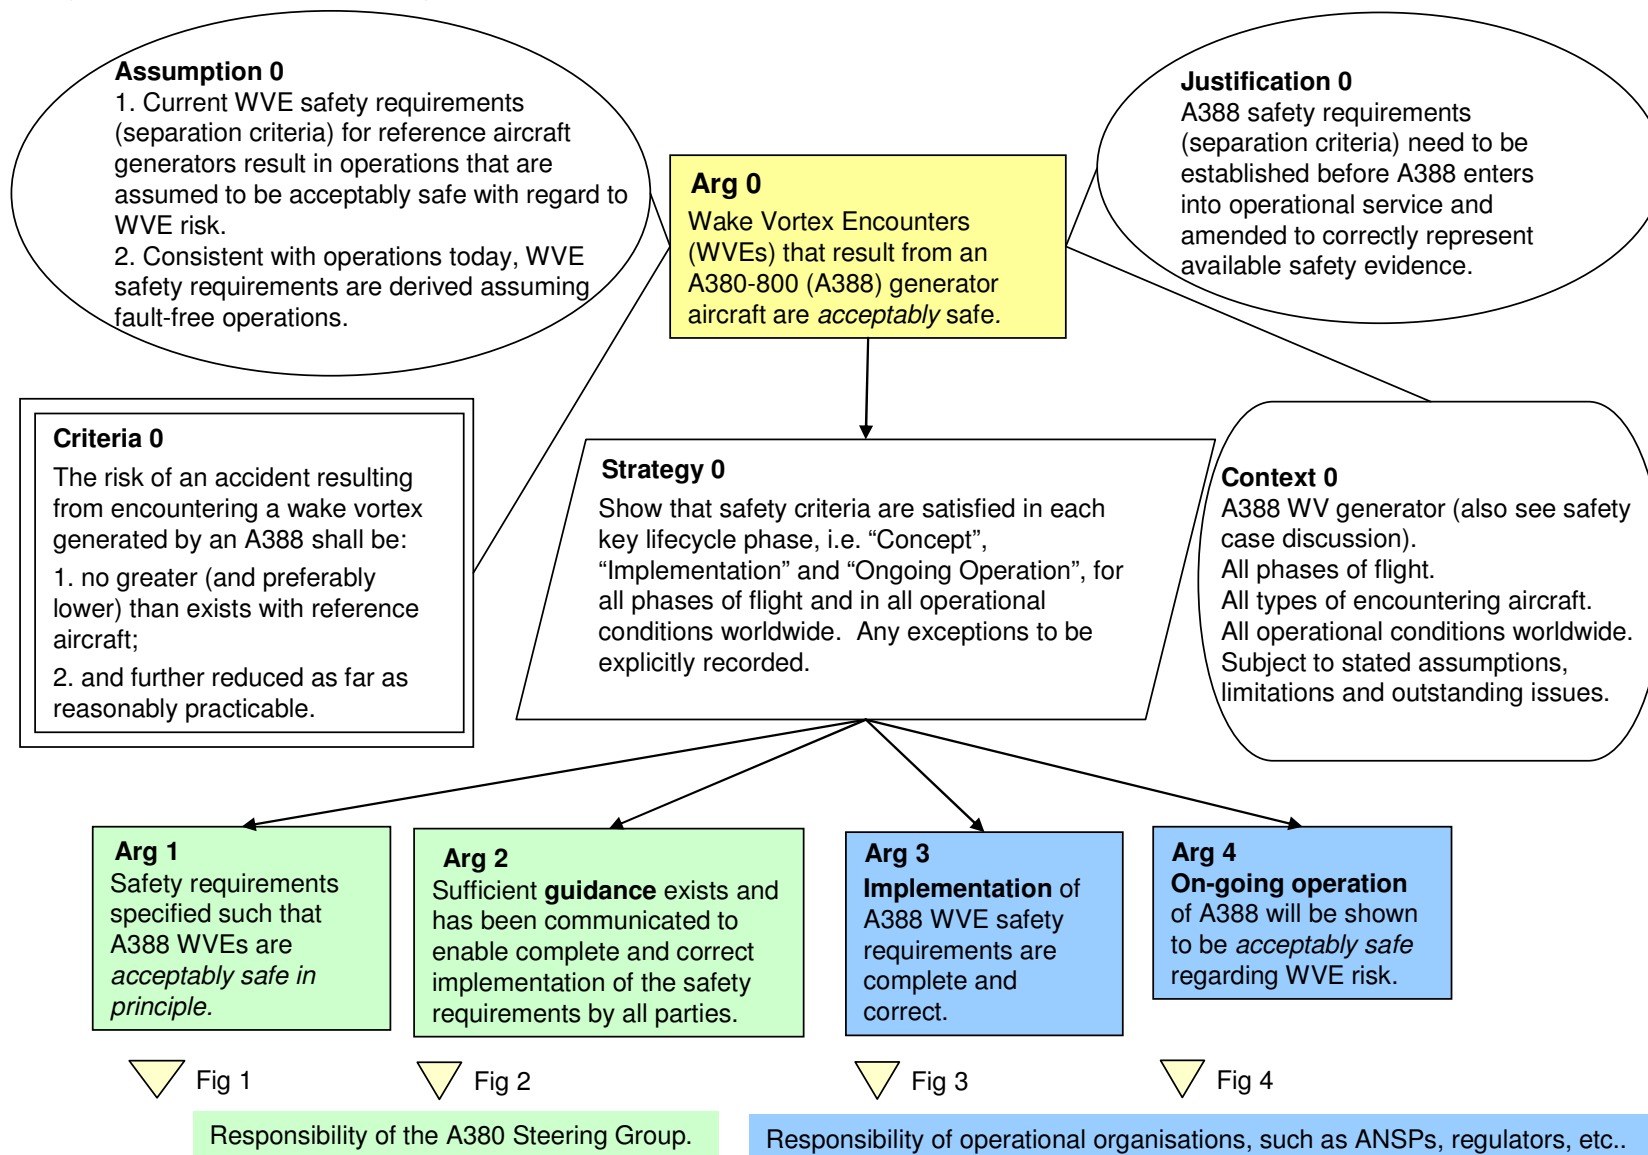 Assumption 0
1. Current WVE safety requirements
(separation criteria) for reference aircraft
generators result in operations that are
assumed to be acceptably safe with regard to
WVE risk.
2. Consistent with operations today, WVE
safety requirements are derived assuming
fault-free operations.
Arg 0
Wake Vortex Encounters
(WVEs) that result from an
A380-800 (A388) generator
aircraft are acceptably safe.
Justification 0
A388 safety requirements
(separation criteria) need to be
established before A388 enters
into operational service and
amended to correctly represent
available safety evidence.
Criteria 0
The risk of an accident resulting
from encountering a wake vortex
generated by an A388 shall be:
1. no greater (and preferably
lower) than exists with reference
aircraft;
2. and further reduced as far as
reasonably practicable.
Strategy 0
Show that safety criteria are satisfied in each
key lifecycle phase, i.e. “Concept”,
“Implementation” and “Ongoing Operation”, for
all phases of flight and in all operational
conditions worldwide.  Any exceptions to be
explicitly recorded.
Context 0
A388 WV generator (also see safety
case discussion).
All phases of flight.
All types of encountering aircraft.
All operational conditions worldwide.
Subject to stated assumptions,
limitations and outstanding issues.
Arg 1
Safety requirements
specified such that
A388 WVEs are
acceptably safe in
principle.
Arg 2
Sufficient guidance exists and
has been communicated to
enable complete and correct
implementation of the safety
requirements by all parties.
Arg 3
Implementation of
A388 WVE safety
requirements are
complete and
correct.
Arg 4
On-going operation
of A388 will be shown
to be acceptably safe
regarding WVE risk.
Fig 1
Fig 2
Fig 3
Fig 4
Responsibility of the A380 Steering Group.
Responsibility of operational organisations, such as ANSPs, regulators, etc..